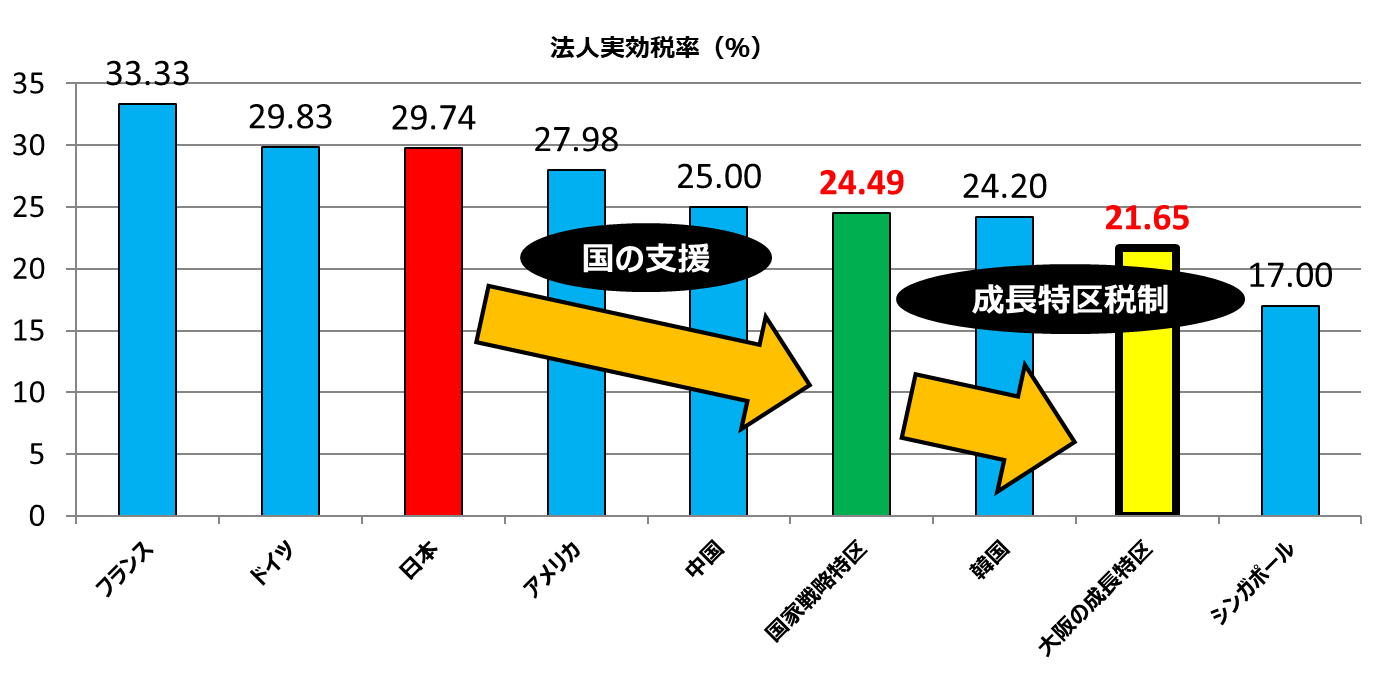 法人実効税率（%）
35
30
25
20
15
10
5
0
33.33
29.83
29.74
27.98
25.00
24.49
24.20
21.65
17.00
国の支援
成長特区税制
フランス
ドイツ
日本
アメリカ
中国
国家戦略特区
韓国
大阪の成長特区
シンガポール